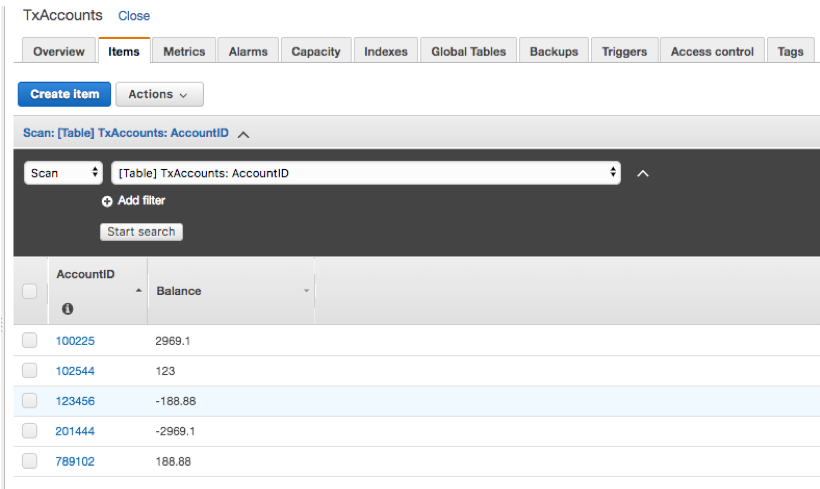 TxAccounts Close
Overview Items Metrics Alarms Capacity Indexes Global Tables Backups Triggers Access control Tags
Create item Actions
Scan: [Table] TxAccounts: AccountID
Scan [Table] TxAccounts: AccountID
Add filter
Start search
AccountID
Balance
100225 2969.1
102544 123
123456 -188.88
201444 -2969.1
789102 188.88